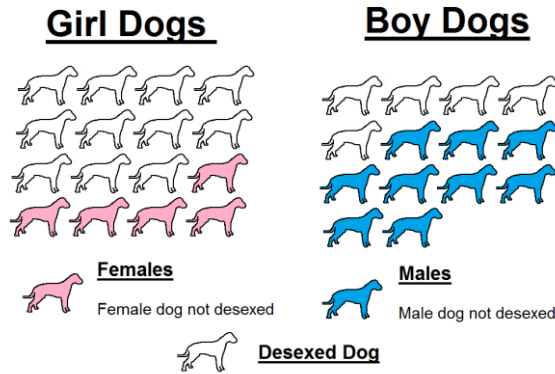 Girl Dogs
Boy Dogs
Females
Female dog not desexed
Males
Male dog not desexed
Desexed Dog